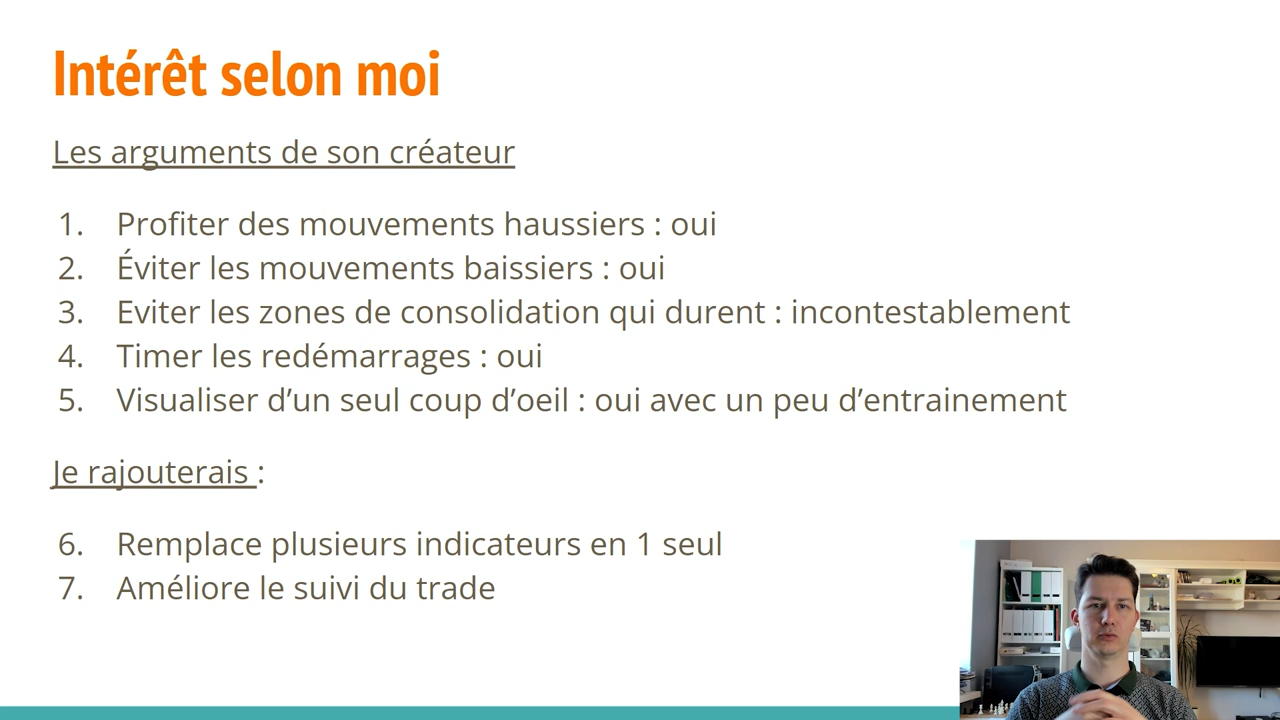 Intérêt selon moi
Les arguments de son créateur
1. Profiter des mouvements haussiers : oui
2. Éviter les mouvements baissiers : oui
3. Eviter les zones de consolidation qui durent : incontestablement
4. Timer les redémarrages : oui
5. Visualiser d’un seul coup d’oeil : oui avec un peu d’entrainement
Je rajouterais :
6. Remplace plusieurs indicateurs en 1 seul
7. Améliore le suivi du trade